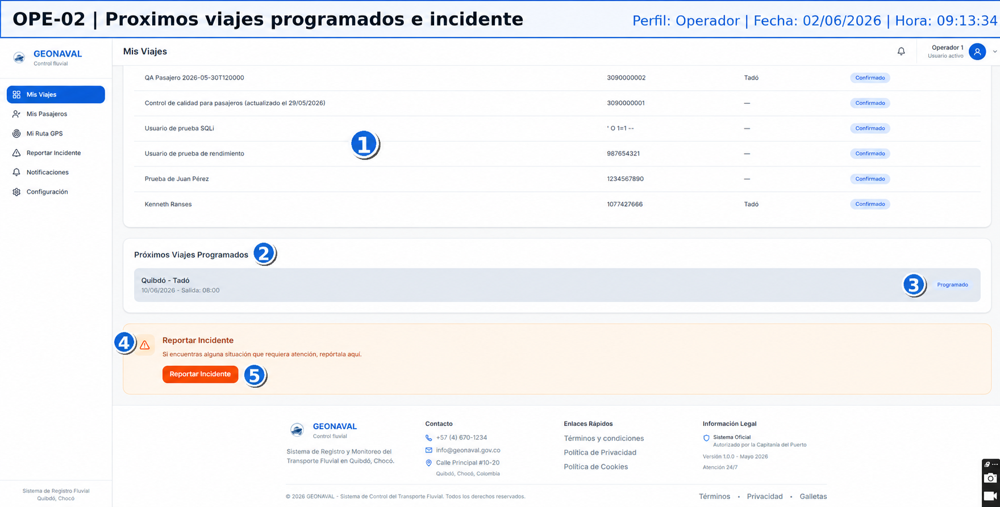 OPE-02 | Proximos viajes programados e incidente
Perfil: Operador | Fecha: 02/06/2026 | Hora: 09:13:34
GEONAVAL
Control fluvial
Mis Viajes
Operador 1
Usuario activo
Mis Viajes
Mis Pasajeros
Mi Ruta GPS
Reportar Incidente
Notificaciones
Configuración
Sistema de Registro Fluvial
Quibdó, Chocó
QA Pasajero 2026-05-30T120000 3090000002 Tadó Confirmado
Control de calidad para pasajeros (actualizado el 29/05/2026) 3090000001 — Confirmado
Usuario de prueba SQLi ' O 1=1 -- — Confirmado
1
Usuario de prueba de rendimiento 987654321 — Confirmado
Prueba de Juan Pérez 1234567890 — Confirmado
Kenneth Ranses 1077427666 Tadó Confirmado
Próximos Viajes Programados 2
Quibdó - Tadó
10/06/2026 - Salida: 08:00
3 Programado
4 Reportar Incidente
Si encuentras alguna situación que requiera atención, repórtala aquí.
Reportar Incidente 5
GEONAVAL
Control fluvial
Sistema de Registro y Monitoreo del
Transporte Fluvial en Quibdó, Chocó.
Contacto
+57 (4) 670-1234
info@geonaval.gov.co
Calle Principal #10-20
Quibdó, Chocó, Colombia
Enlaces Rápidos
Términos y condiciones
Política de Privacidad
Política de Cookies
Información Legal
Sistema Oficial
Autorizado por la Capitanía del Puerto
Versión 1.0.0 - Mayo 2026
Atención 24/7
© 2026 GEONAVAL - Sistema de Control del Transporte Fluvial. Todos los derechos reservados.
Términos • Privacidad • Galletas